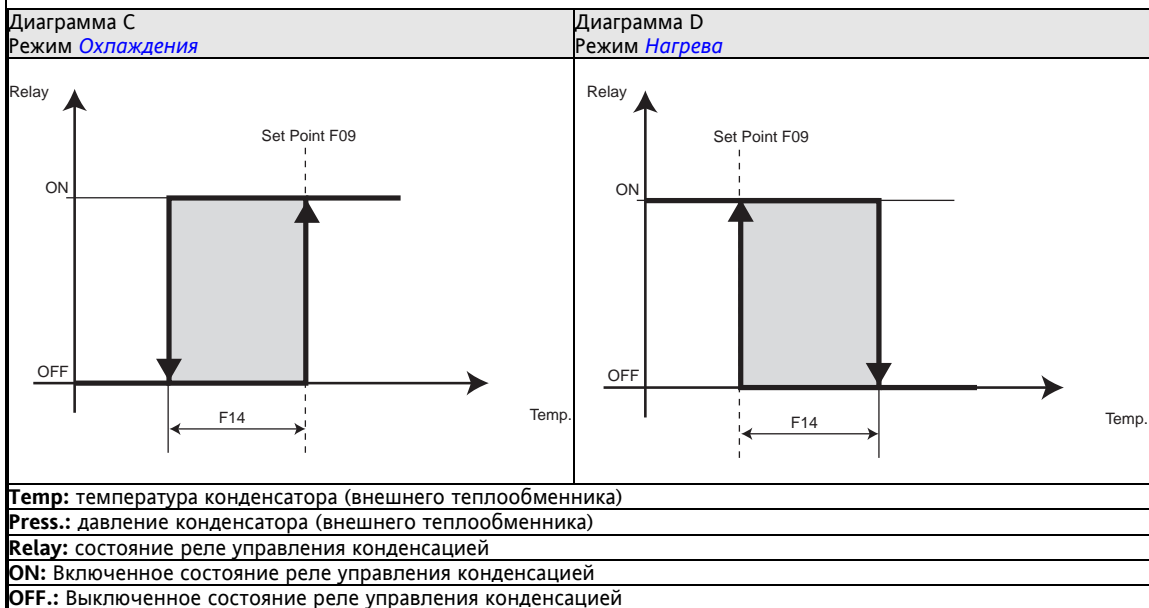 Диаграмма C
Режим Охлаждения
Диаграмма D
Режим Нагрева
Relay
Set Point F09
ON
OFF
F14
Temp.
Relay
Set Point F09
ON
OFF
F14
Temp.
Temp: температура конденсатора (внешнего теплообменника)
Press.: давление конденсатора (внешнего теплообменника)
Relay: состояние реле управления конденсацией
ON: Включенное состояние реле управления конденсацией
OFF.: Выключенное состояние реле управления конденсацией